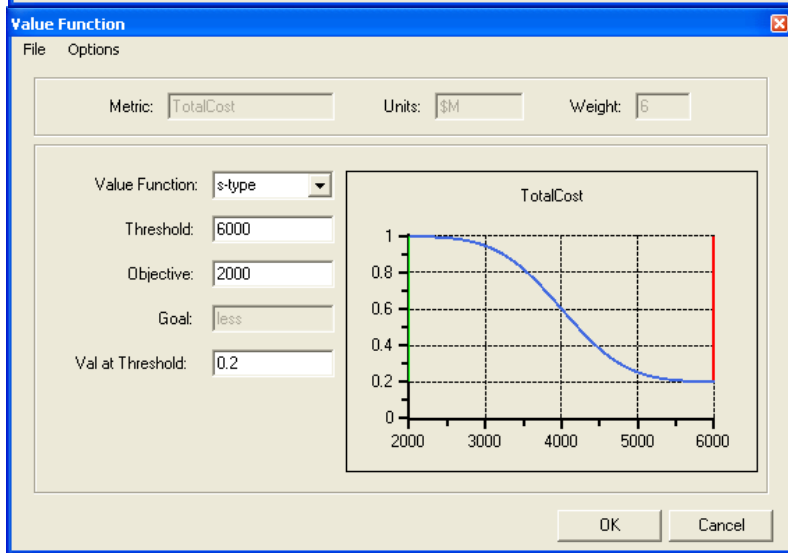 Value Function
File Options
Metric: TotalCost Units: $M Weight: 6
Value Function: s-type
Threshold: 6000
Objective: 2000
Goal: less
Val at Threshold: 0.2
TotalCost
1
0.8
0.6
0.4
0.2
0
2000 3000 4000 5000 6000
OK Cancel